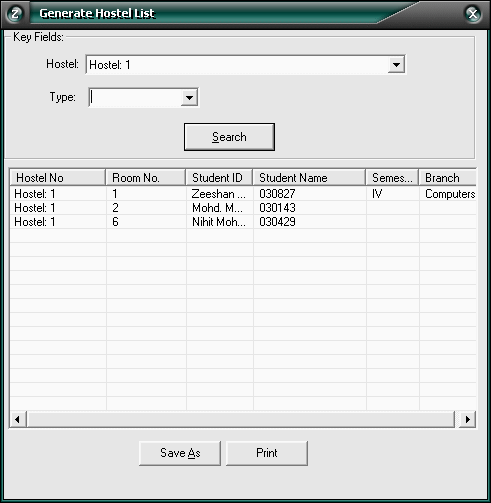 Generate Hostel List
Key Fields:
Hostel: Hostel: 1
Type:
Search
Hostel No Room No. Student ID Student Name Semes... Branch
Hostel: 1 1 Zeeshan ... 030827 IV Computers
Hostel: 1 2 Mohd. M... 030143
Hostel: 1 6 Nihit Moh... 030429
Save As Print